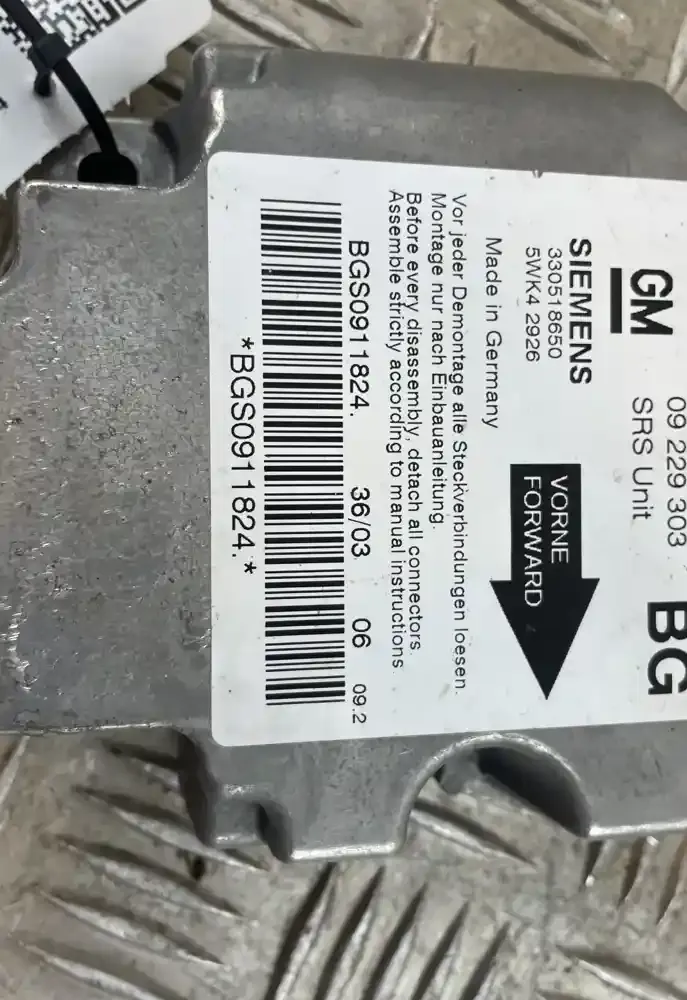 09 229 303
BG
GM
SRS Unit
SIEMENS
330518650
5WK4 2926
VORNE
FORWARD
Made in Germany
Vor jeder Demontage alle Steckverbindungen loesen.
Montage nur nach Einbauanleitung.
Before every disassembly, detach all connectors.
Assemble strictly according to manual instructions.
BGS0911824. 36/03 06 09.2
*BGS0911824.*